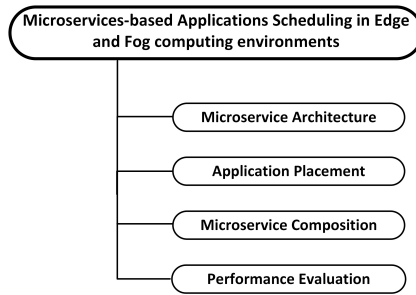 Microservices-based Applications Scheduling in Edge
and Fog computing environments
Microservice Architecture
Application Placement
Microservice Composition
Performance Evaluation